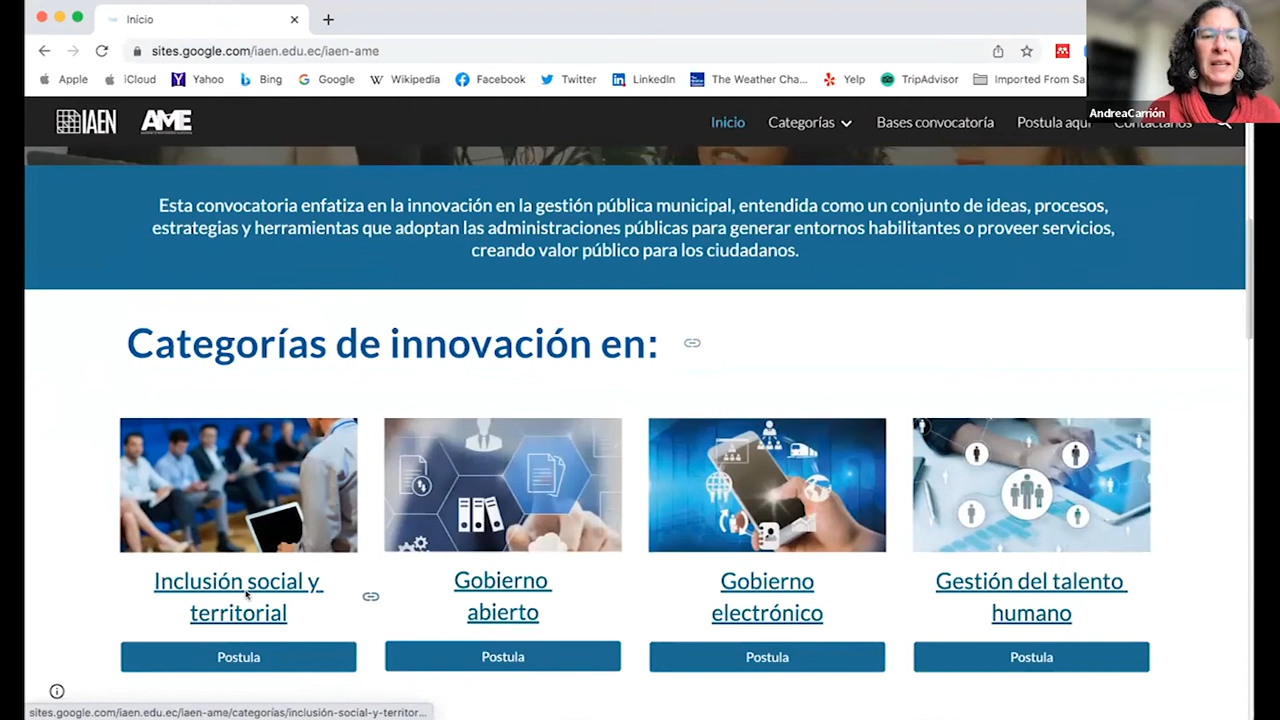 Inicio
sites.google.com/iaen.edu.ec/iaen-ame
Apple
iCloud
Yahoo
Bing
Google
Wikipedia
Facebook
Twitter
LinkedIn
The Weather Cha...
Yelp
TripAdvisor
Imported From Sa
AndreaCarrión
IAEN
AME
Inicio
Categorías
Bases convocatoría
Postula aquí
Contáctanos
Esta convocatoria enfatiza en la innovación en la gestión pública municipal, entendida como un conjunto de ideas, procesos,
estrategias y herramientas que adoptan las administraciones públicas para generar entornos habilitantes o proveer servicios,
creando valor público para los ciudadanos.
Categorías de innovación en:
Inclusión social y
territorial
Postula
Gobierno
abierto
Postula
Gobierno
electrónico
Postula
Gestión del talento
humano
Postula
sites.google.com/iaen.edu.ec/iaen-ame/categorías/inclusión-social-y-territor...